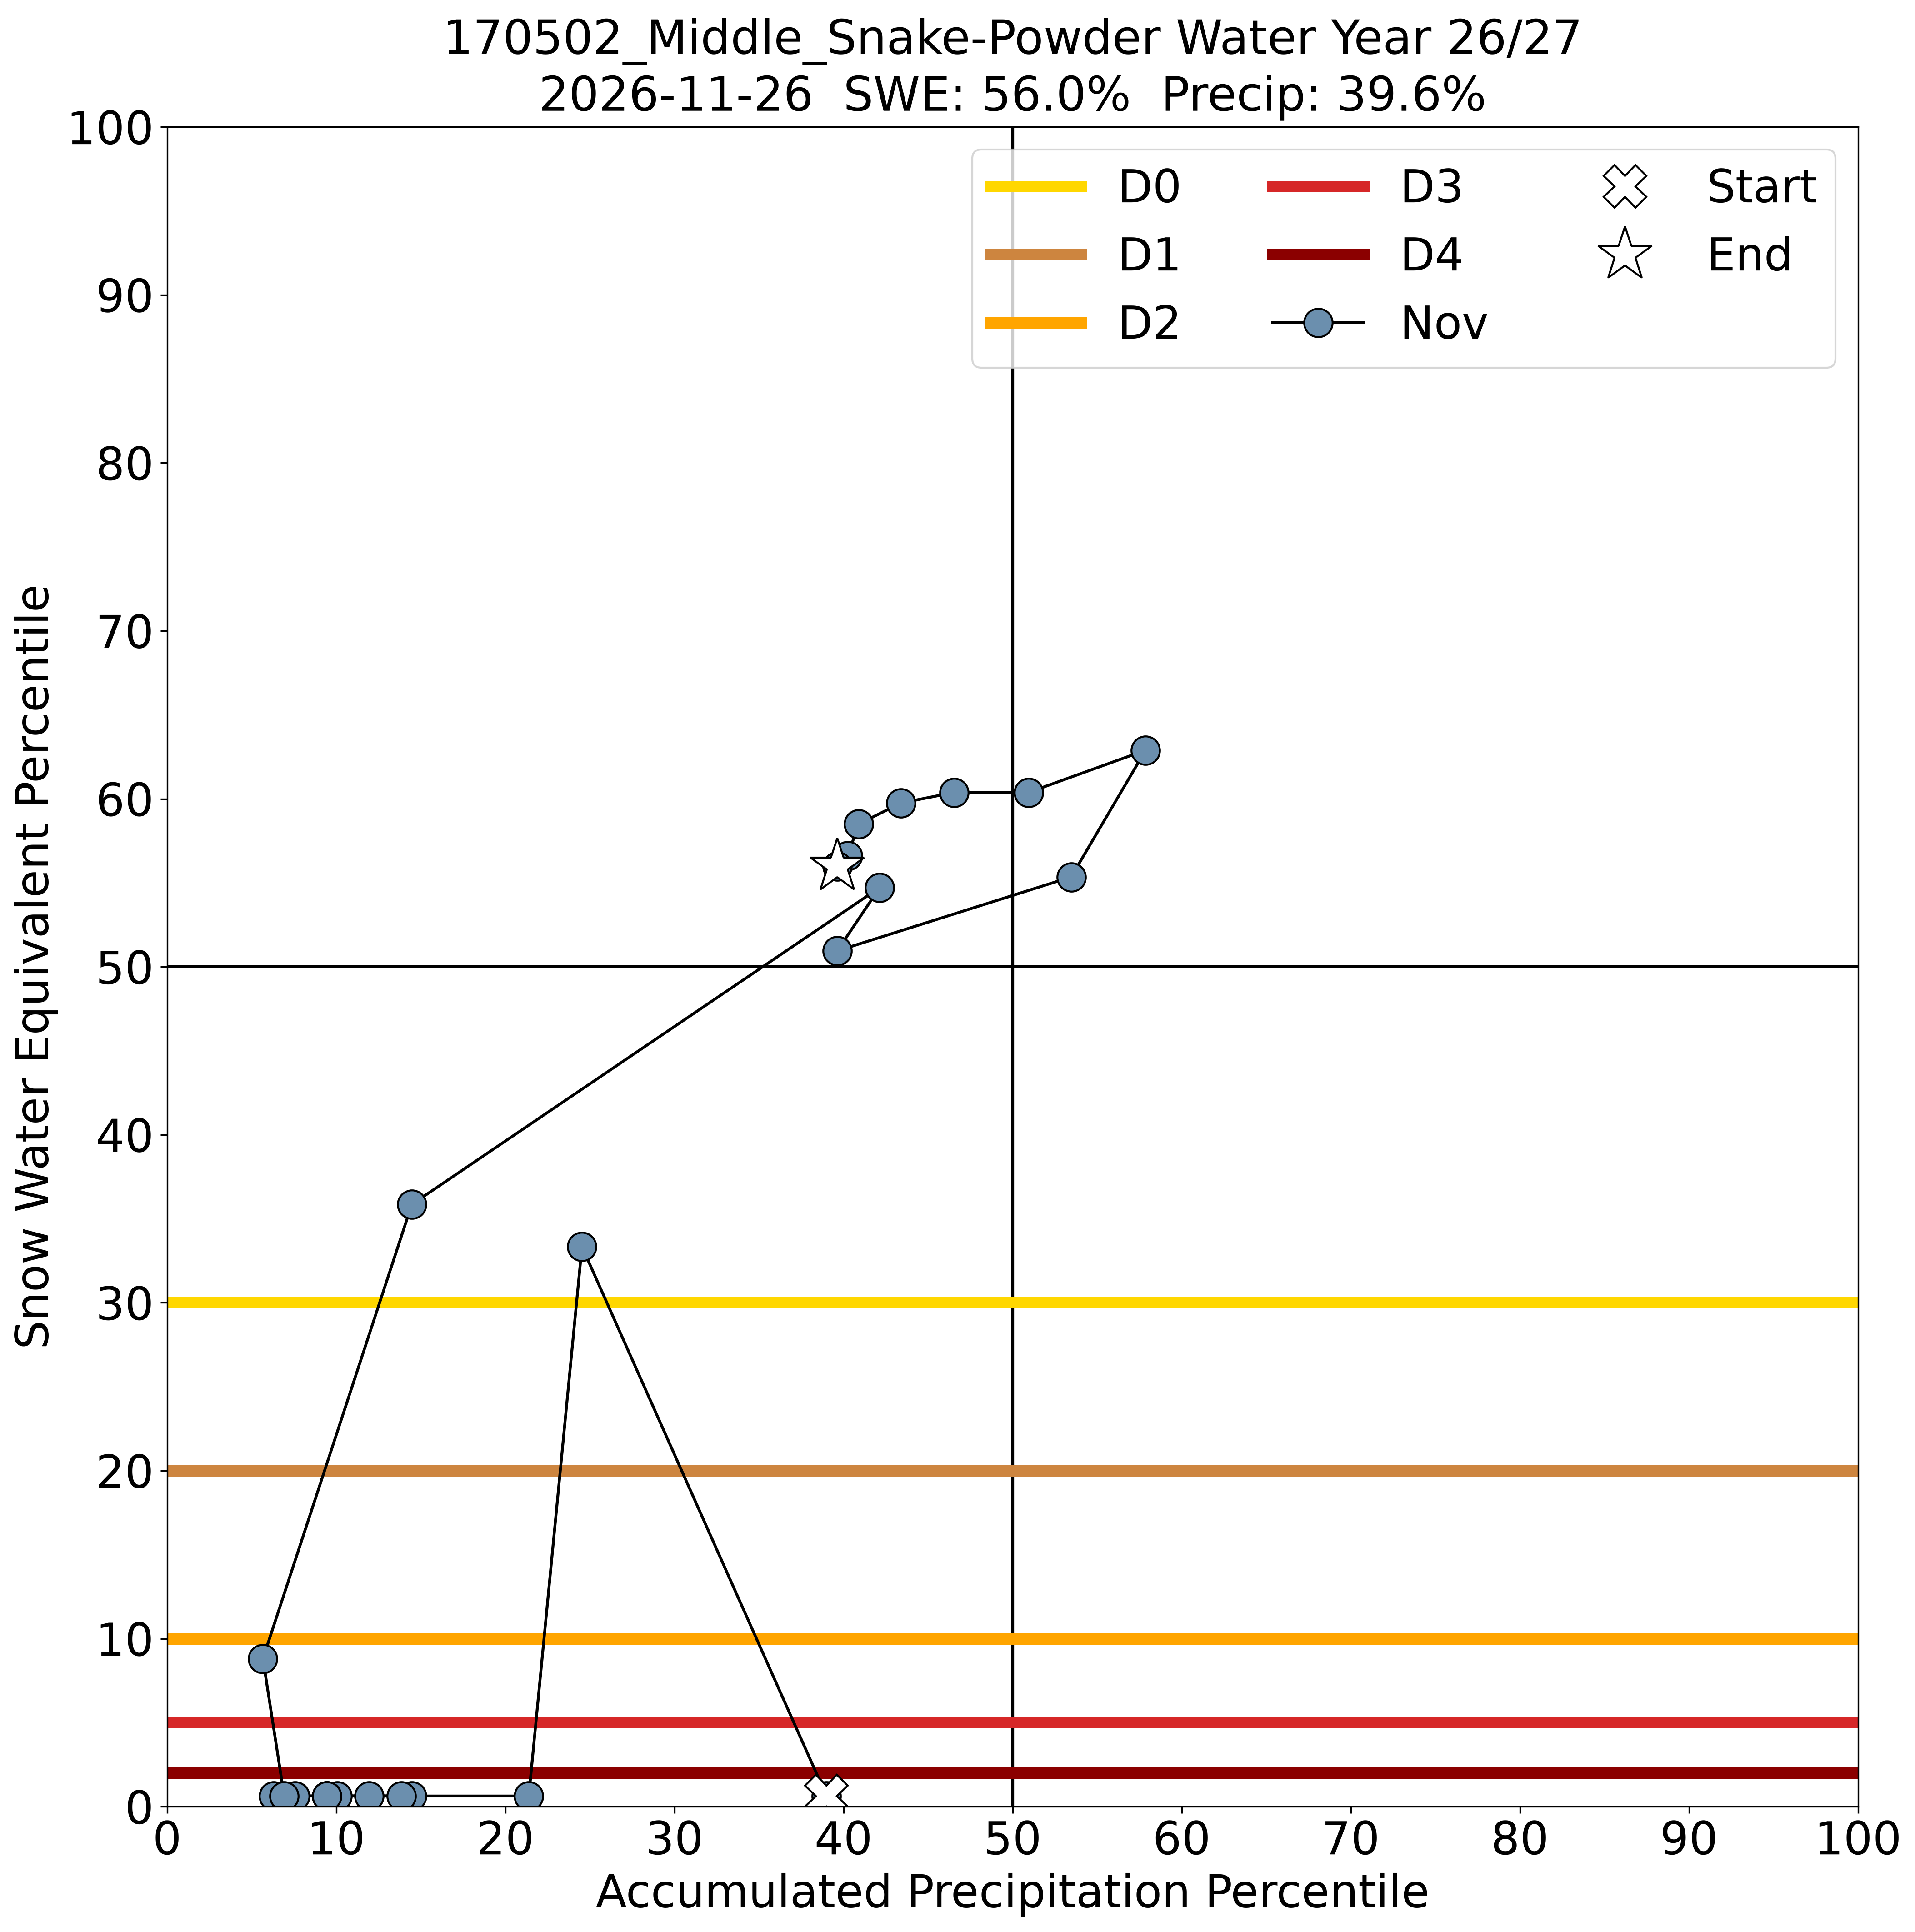 170502_Middle_Snake-Powder Water Year 26/27
2026-11-26  SWE: 56.0%  Precip: 39.6%
D0
D1
D2
D3
D4
Nov
Start
End
Snow Water Equivalent Percentile
100
90
80
70
60
50
40
30
20
10
0
0 10 20 30 40 50 60 70 80 90 100
Accumulated Precipitation Percentile